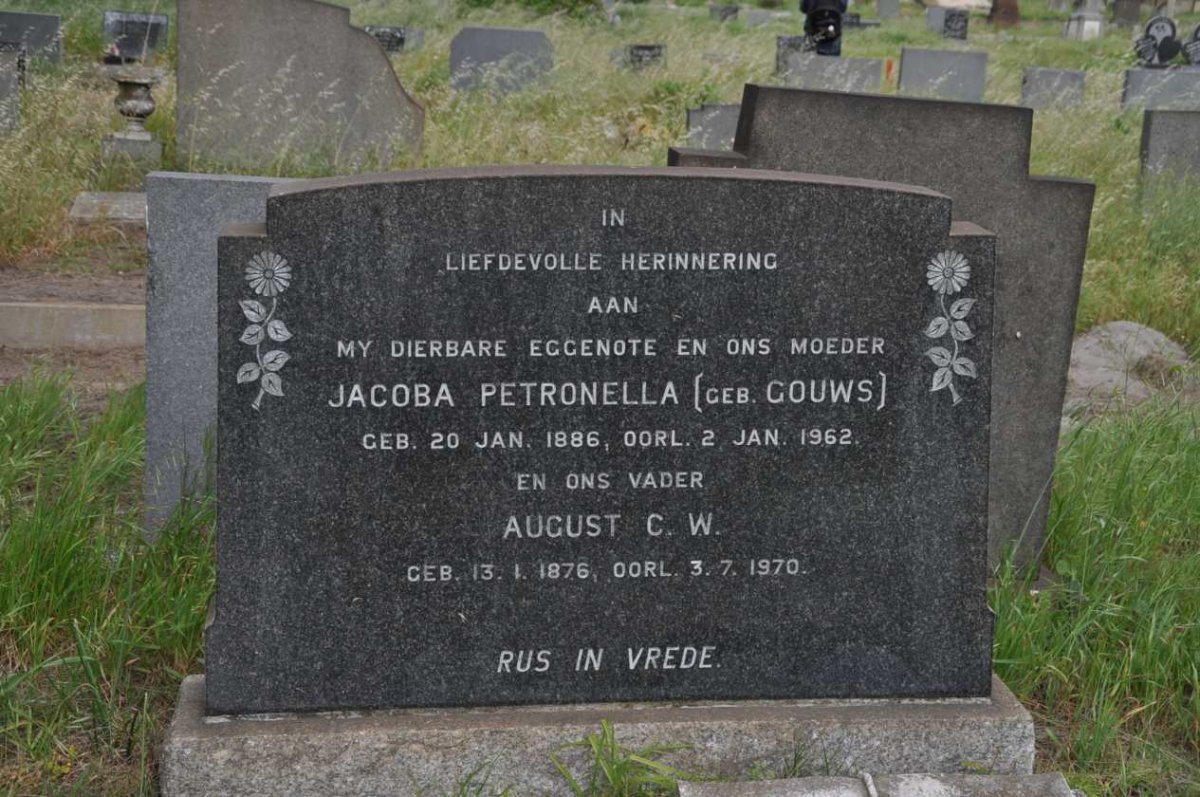 IN
LIEFDEVOLLE HERINNERING
AAN
MY DIERBARE EGGENOTE EN ONS MOEDER
JACOBA PETRONELLA (GEB. GOUWS)
GEB. 20 JAN. 1886, OORL. 2 JAN. 1962.
EN ONS VADER
AUGUST C. W.
GEB. 13. 1. 1876, OORL. 3. 7. 1970.
RUS IN VREDE.